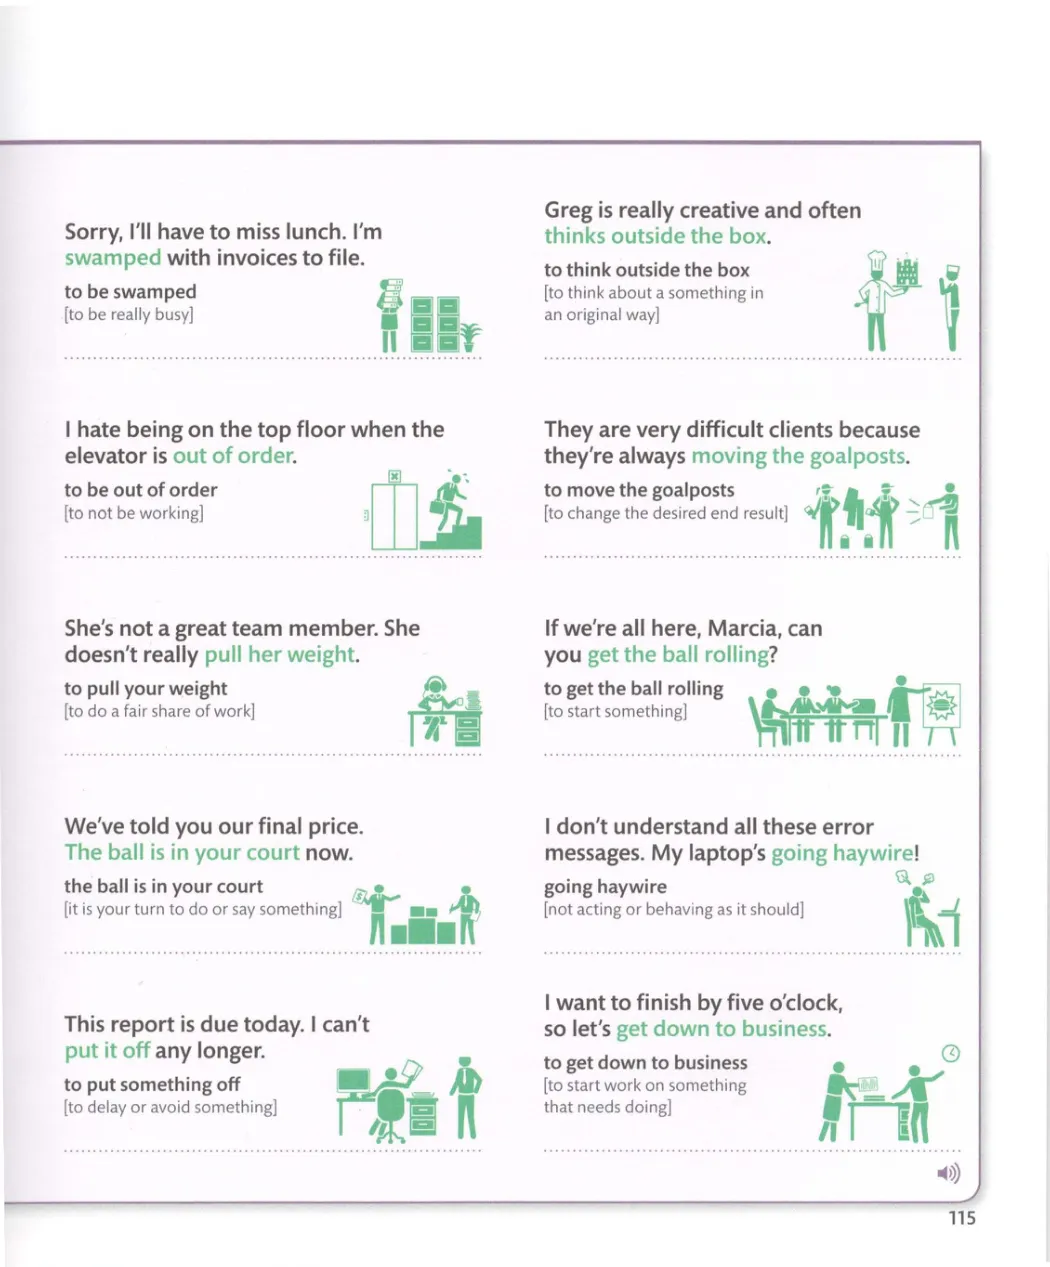 Sorry, I'll have to miss lunch. I'm
swamped with invoices to file.
to be swamped
[to be really busy]
I hate being on the top floor when the
elevator is out of order.
to be out of order
[to not be working]
She's not a great team member. She
doesn't really pull her weight.
to pull your weight
[to do a fair share of work]
We've told you our final price.
The ball is in your court now.
the ball is in your court
[it is your turn to do or say something]
This report is due today. I can't
put it off any longer.
to put something off
[to delay or avoid something]
Greg is really creative and often
thinks outside the box.
to think outside the box
[to think about a something in
an original way]
They are very difficult clients because
they're always moving the goalposts.
to move the goalposts
[to change the desired end result]
If we're all here, Marcia, can
you get the ball rolling?
to get the ball rolling
[to start something]
I don't understand all these error
messages. My laptop's going haywire!
going haywire
[not acting or behaving as it should]
I want to finish by five o'clock,
so let's get down to business.
to get down to business
[to start work on something
that needs doing]
115